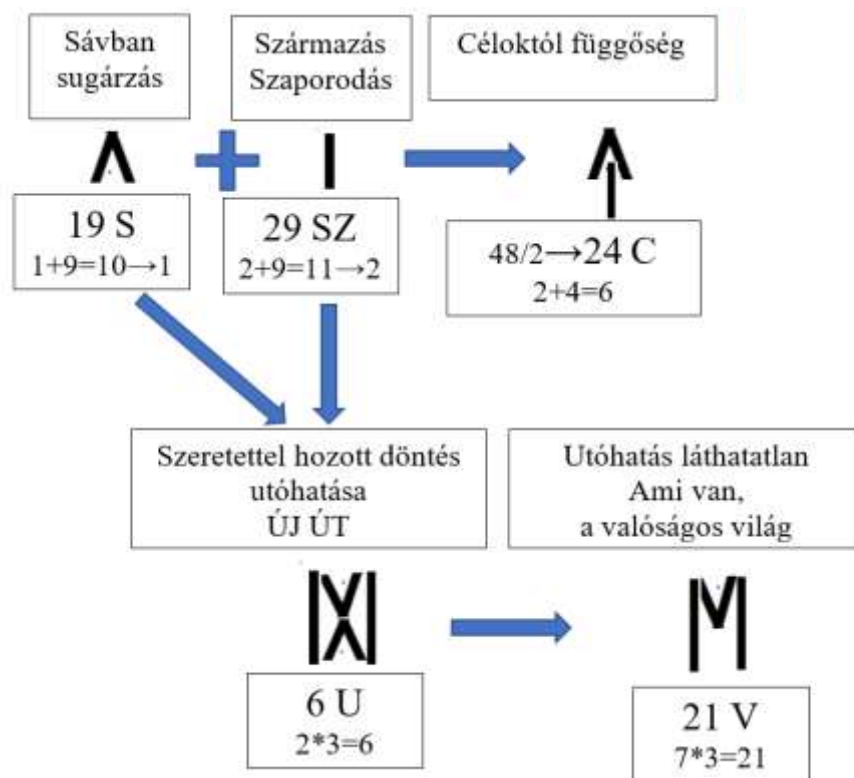 Sávban
sugárzás
Származás
Szaporodás
Céloktól függőség
19 S
1+9=10→1
29 SZ
2+9=11→2
48/2→24 C
2+4=6
Szeretettel hozott döntés
utóhatása
ÚJ ÚT
Utóhatás láthatatlan
Ami van,
a valóságos világ
6 U
2*3=6
21 V
7*3=21